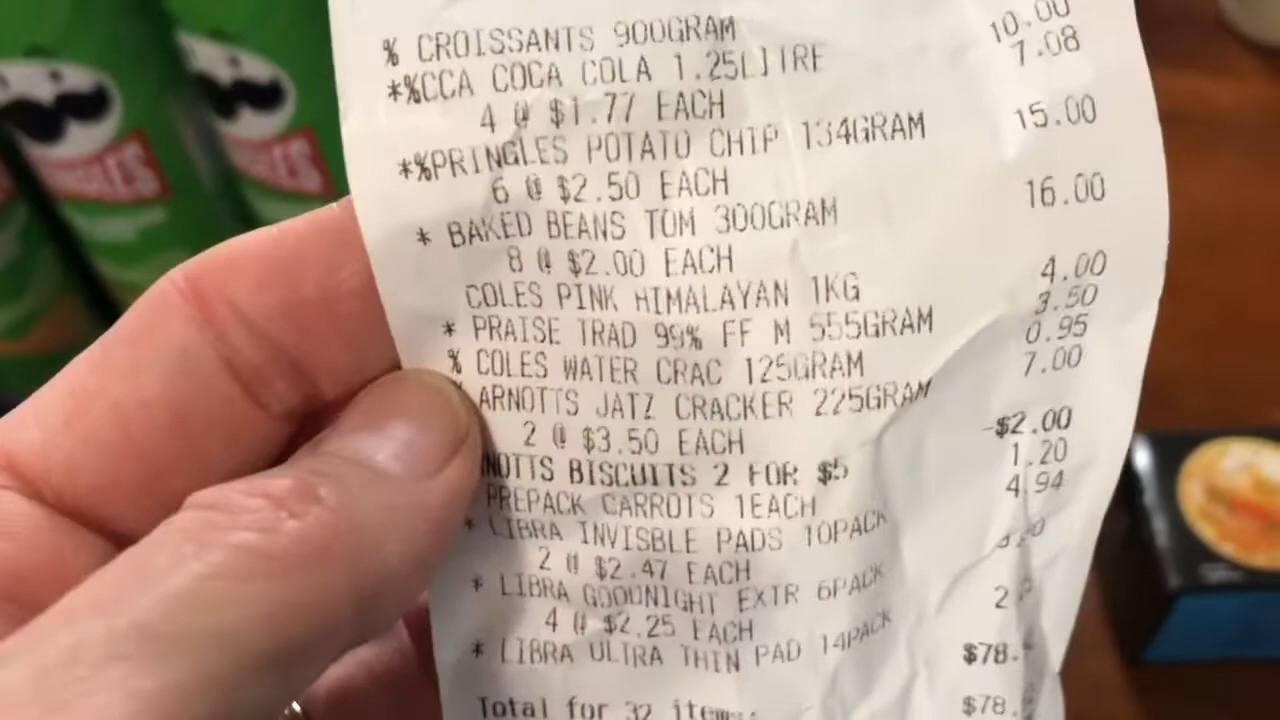 % CROISSANTS 900GRAM 10.00
*%CCA COCA COLA 1.25LITRE 7.08
4 @ $1.77 EACH
*%PRINGLES POTATO CHIP 134GRAM 15.00
6 @ $2.50 EACH
* BAKED BEANS TOM 300GRAM 16.00
8 @ $2.00 EACH
COLES PINK HIMALAYAN 1KG 4.00
* PRAISE TRAD 99% FF M 555GRAM 3.50
% COLES WATER CRAC 125GRAM 0.95
% ARNOTTS JATZ CRACKER 225GRAM 7.00
2 @ $3.50 EACH
NOTTS BISCUITS 2 FOR $5 -$2.00
PREPACK CARROTS 1EACH 1.20
* LIBRA INVISBLE PADS 10PACK 4.94
2 @ $2.47 EACH
* LIBRA GOODNIGHT EXTR 6PACK
4 @ $2.25 EACH
* LIBRA ULTRA THIN PAD 14PACK 2
Total for 32 items: $78.
$78.